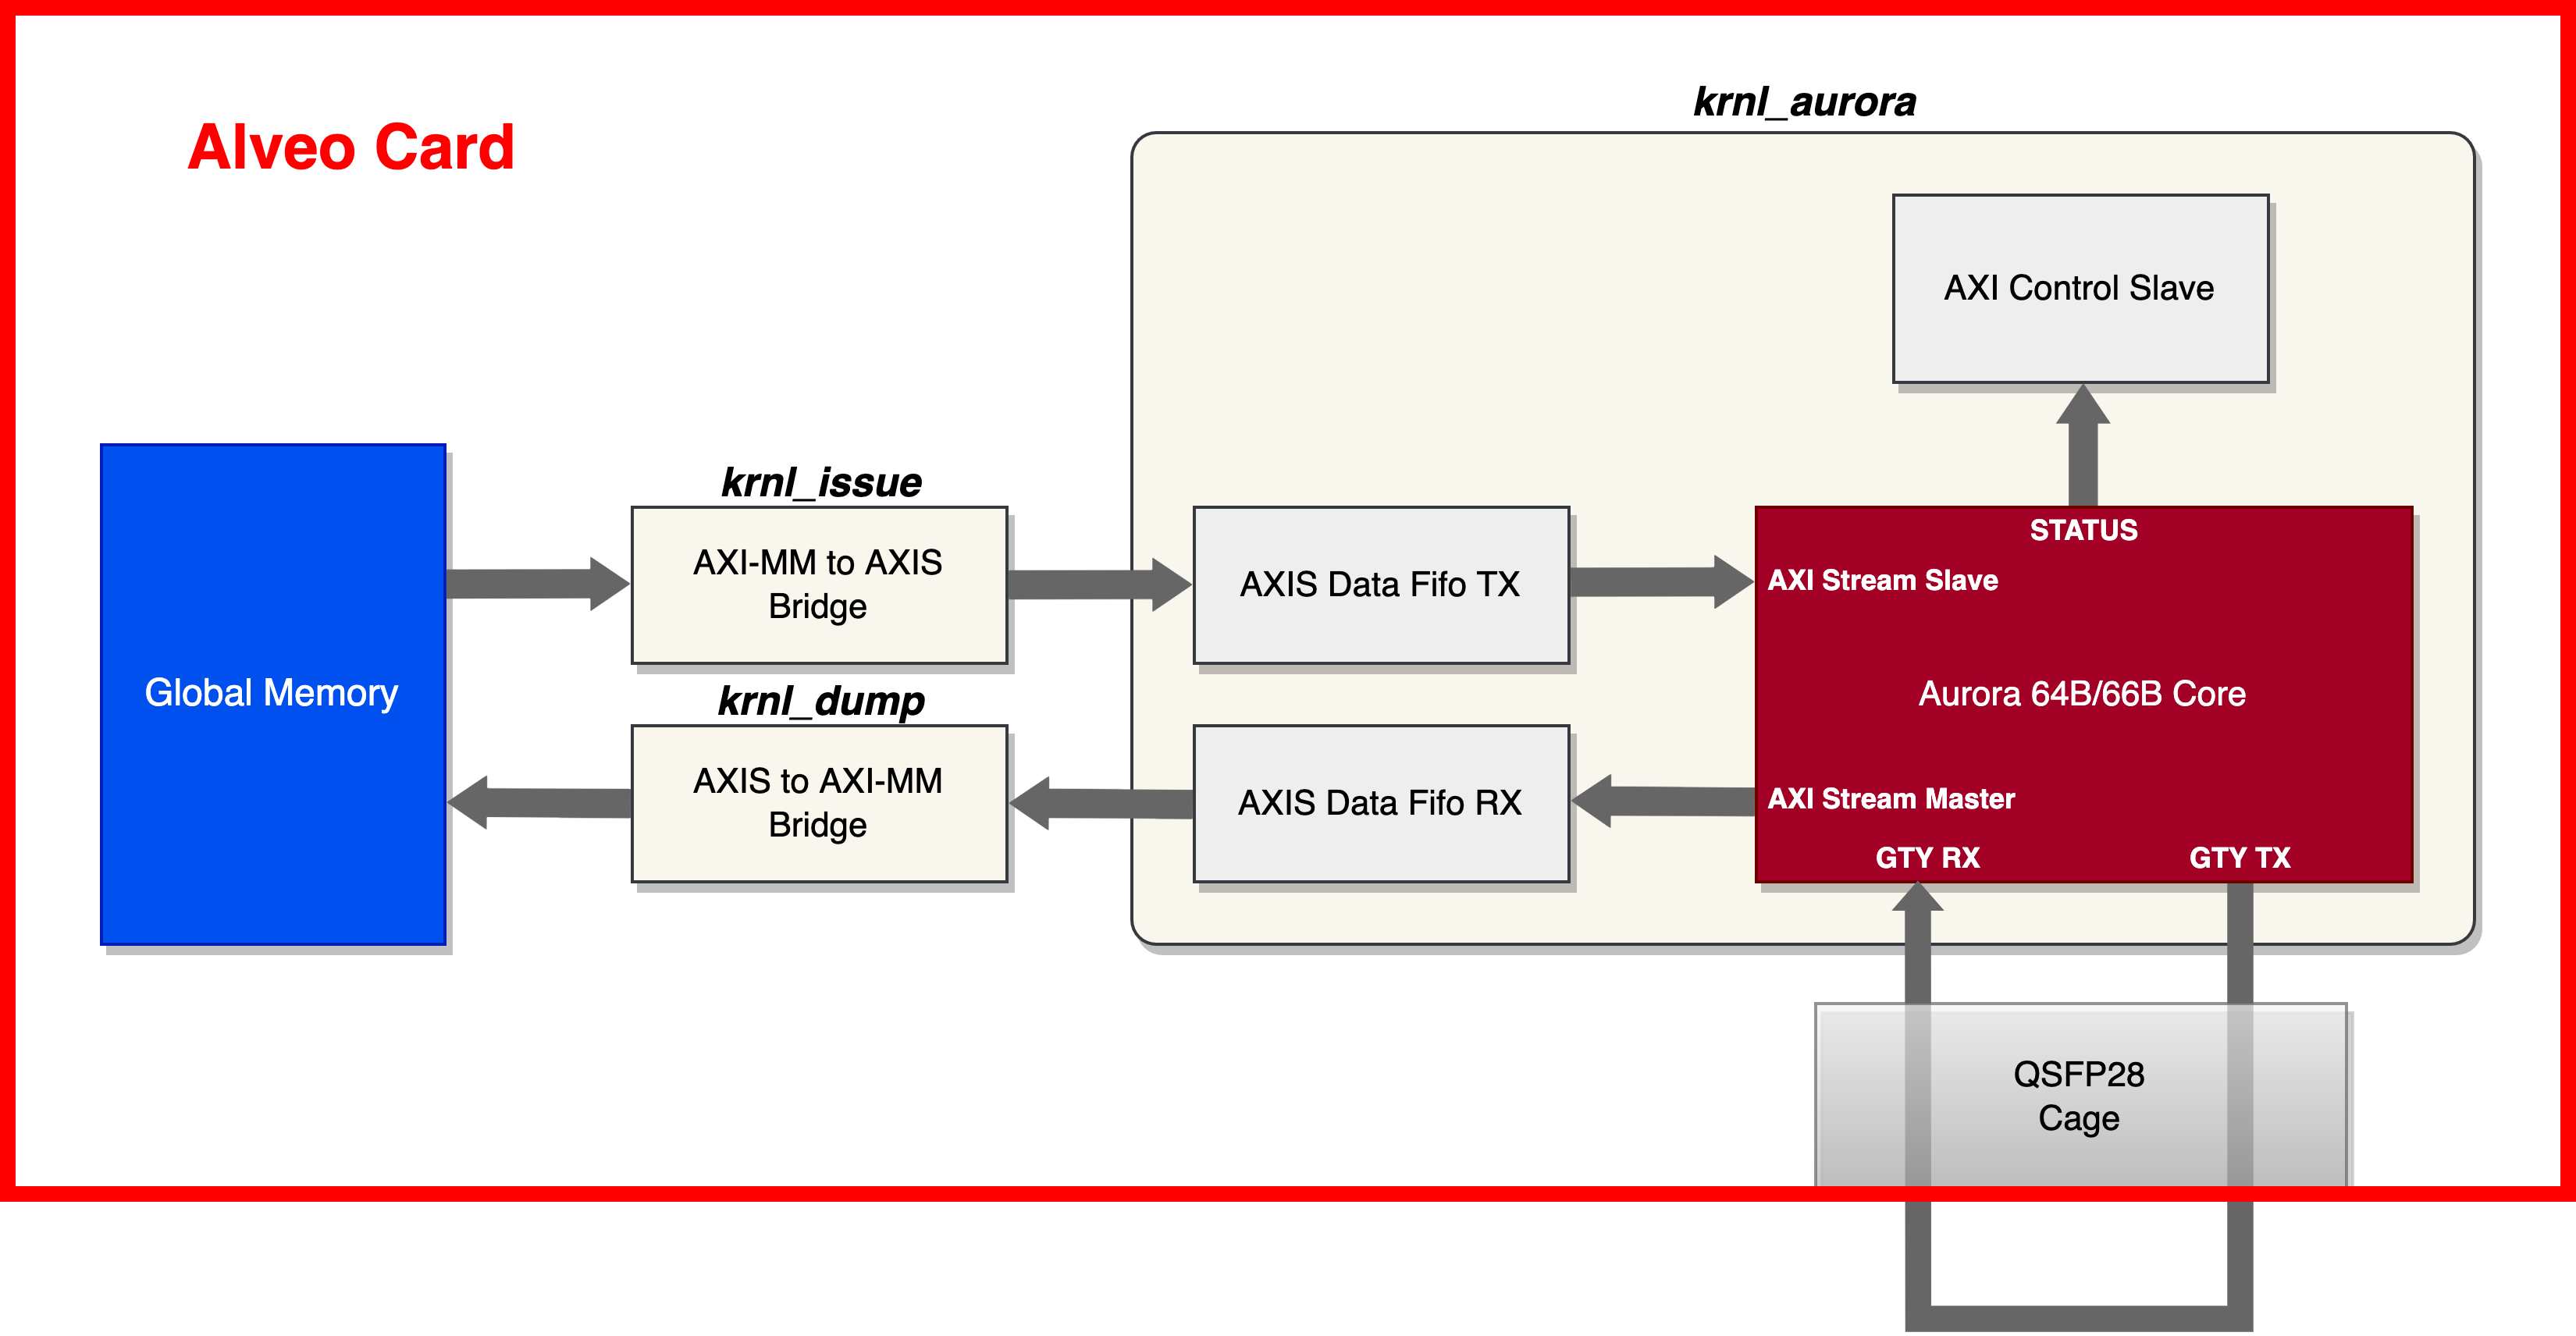 krnl_aurora
Alveo Card
AXI Control Slave
krnl_issue
AXI-MM to AXIS
Bridge
AXIS Data Fifo TX
STATUS
AXI Stream Slave
Global Memory
Aurora 64B/66B Core
krnl_dump
AXIS to AXI-MM
Bridge
AXIS Data Fifo RX
AXI Stream Master
GTY RX
GTY TX
QSFP28
Cage